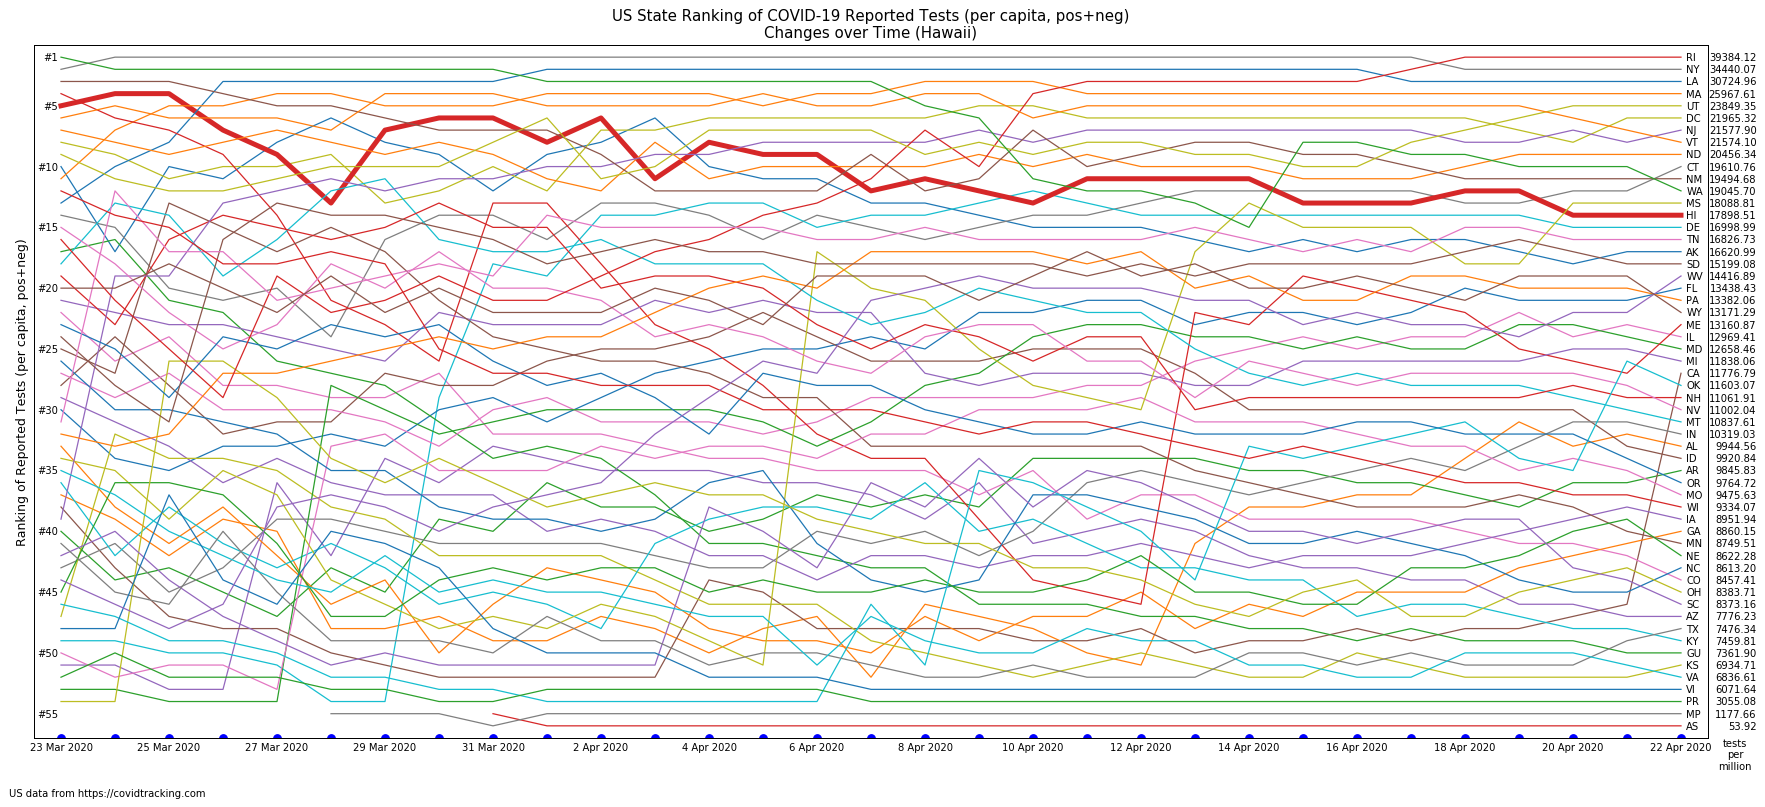 US State Ranking of COVID-19 Reported Tests (per capita, pos+neg)
Changes over Time (Hawaii)
Ranking of Reported Tests (per capita, pos+neg)
#1
#5
#10
#15
#20
#25
#30
#35
#40
#45
#50
#55
RI 39384.12
NY 34440.07
LA 30724.96
MA 25967.61
UT 23849.35
DC 21965.32
NJ 21577.90
VT 21574.10
ND 20456.34
CT 19610.76
NM 19494.68
WA 19045.70
MS 18088.81
HI 17898.51
DE 16998.99
TN 16826.73
AK 16620.99
SD 15199.08
WV 14416.89
FL 13438.43
PA 13382.06
WY 13171.29
ME 13160.87
IL 12969.41
MD 12658.46
MI 11838.06
CA 11776.79
OK 11603.07
NH 11061.91
NV 11002.04
MT 10837.61
IN 10319.03
AL 9944.56
ID 9920.84
AR 9845.83
OR 9764.72
MO 9475.63
WI 9334.07
IA 8951.94
GA 8860.15
MN 8749.51
NE 8622.28
NC 8613.20
CO 8457.41
OH 8383.71
SC 8373.16
AZ 7776.23
TX 7476.34
KY 7459.81
GU 7361.90
KS 6934.71
VA 6836.61
VI 6071.64
PR 3055.08
MP 1177.66
AS 53.92
23 Mar 2020 25 Mar 2020 27 Mar 2020 29 Mar 2020 31 Mar 2020 2 Apr 2020 4 Apr 2020 6 Apr 2020 8 Apr 2020 10 Apr 2020 12 Apr 2020 14 Apr 2020 16 Apr 2020 18 Apr 2020 20 Apr 2020 22 Apr 2020
tests
per
million
US data from https://covidtracking.com